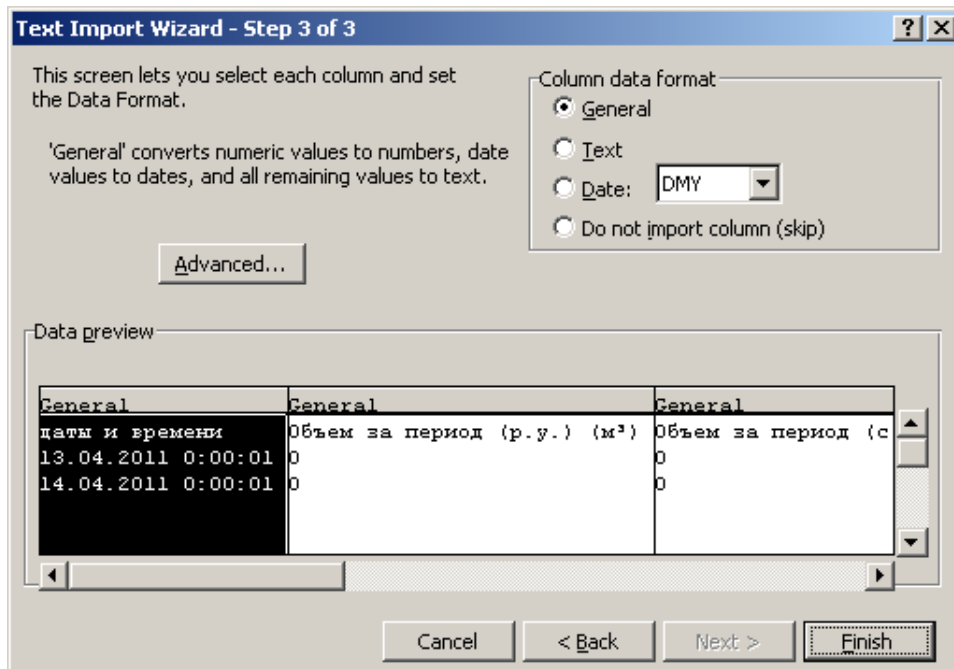 Text Import Wizard - Step 3 of 3
This screen lets you select each column and set
the Data Format.
'General' converts numeric values to numbers, date
values to dates, and all remaining values to text.
Advanced...
Column data format
General
Text
Date: DMY
Do not import column (skip)
Data preview
General General General
даты и времени Объем за период (р.у.) (м³) Объем за период (с
13.04.2011 0:00:01 0 0
14.04.2011 0:00:01 0 0
Cancel < Back Next > Finish